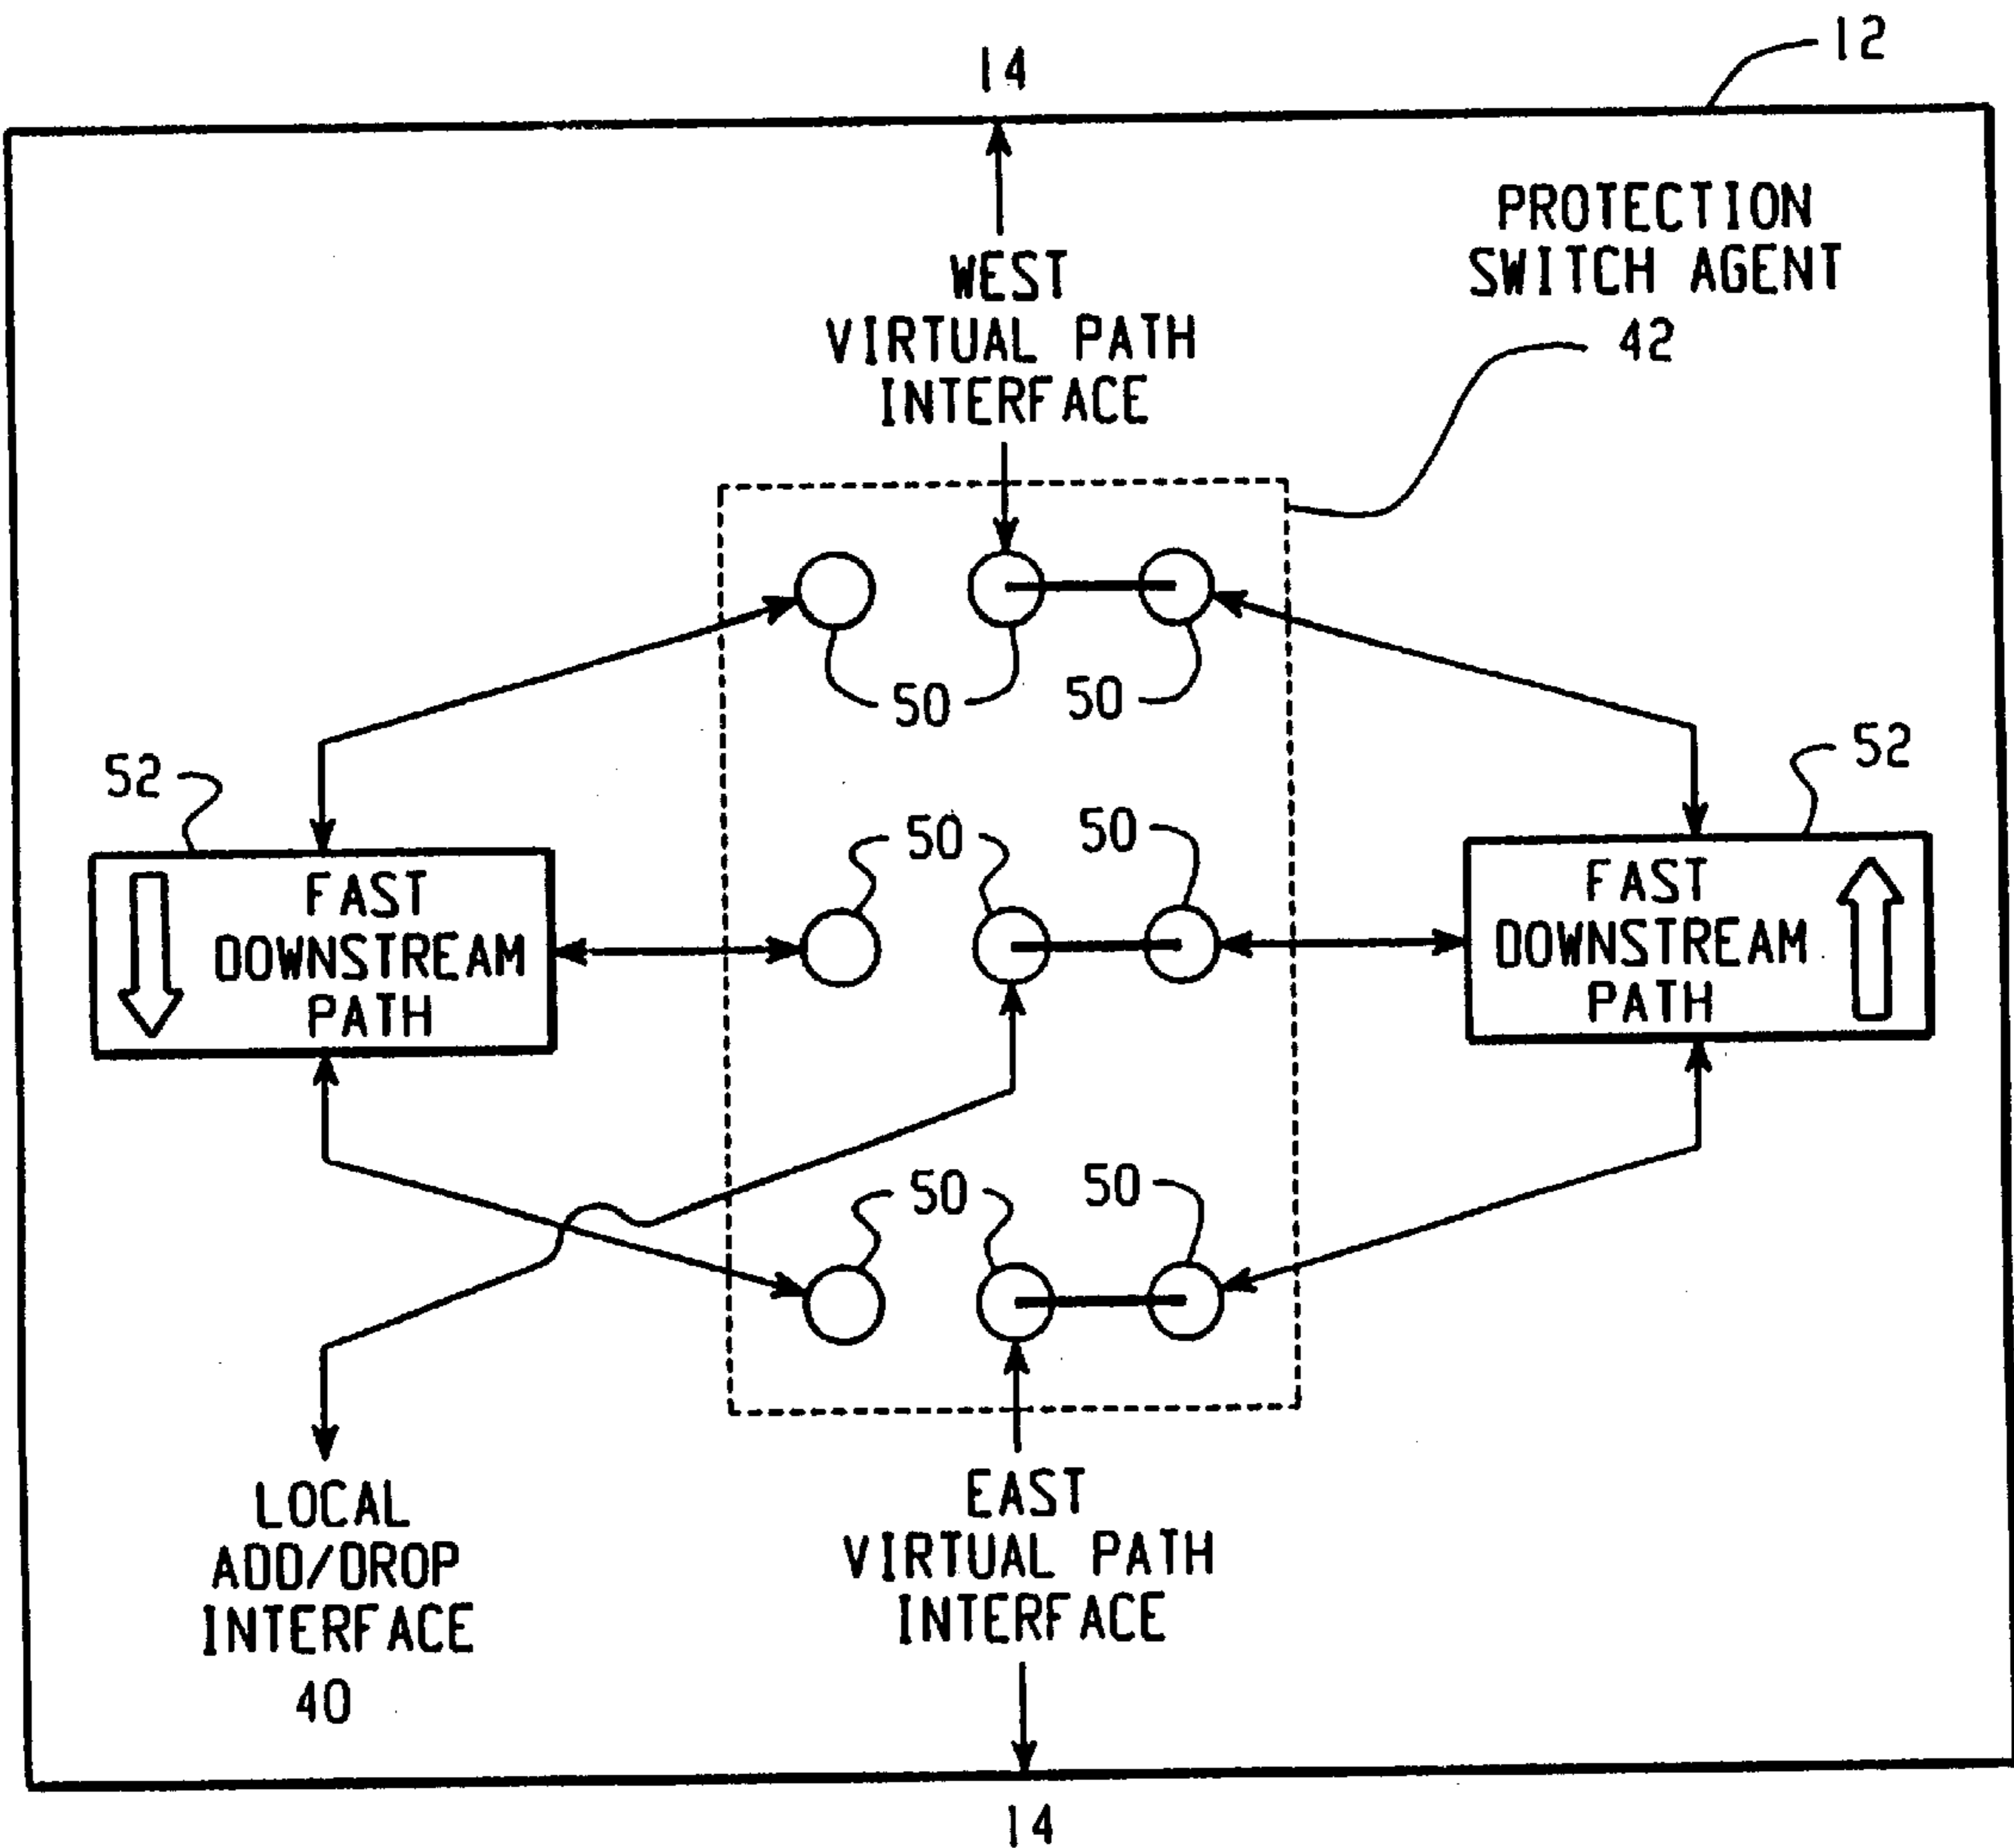 12
14
PROTECTION
SWITCH AGENT
42
WEST
VIRTUAL PATH
INTERFACE
50
50
52
52
50
50
FAST
DOWNSTREAM
PATH
FAST
DOWNSTREAM
PATH
50
50
LOCAL
ADD/DROP
INTERFACE
40
EAST
VIRTUAL PATH
INTERFACE
14